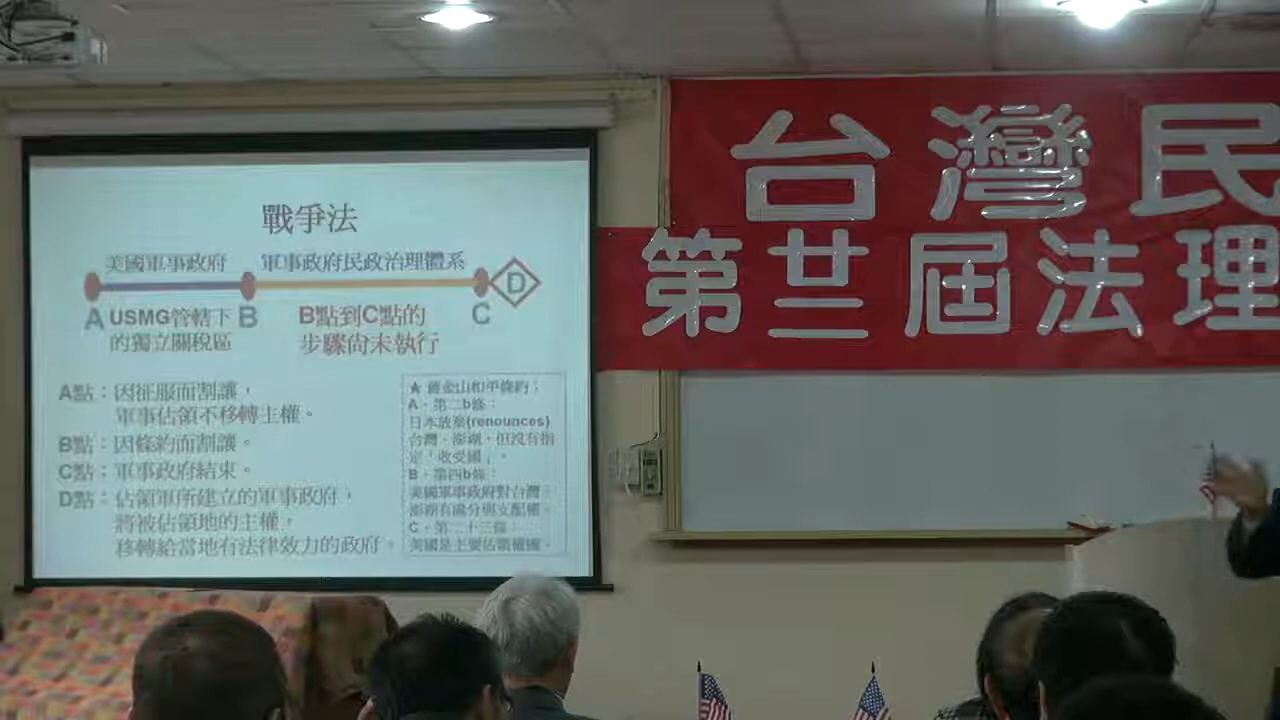 戰爭法
美國軍事政府 軍事政府民政治理體系
D
A USMG管轄下 B B點到C點的 C
的獨立關稅區 步驟尚未執行
A點：因征服而割讓，
軍事佔領不移轉主權。
B點：因條約而割讓。
C點：軍事政府結束。
D點：佔領軍所建立的軍事政府，
將被佔領地的主權，
移轉給當地有法律效力的政府。
★ 舊金山和平條約：
A、第二b條：
日本放棄(renounces)
台灣、澎湖，但沒有指
定「收受國」。
B、第四b條：
美國軍事政府對台灣、
澎湖有處分與支配權。
C、第二十三條：
美國是主要佔領權國。
台灣民
第廿三屆法理